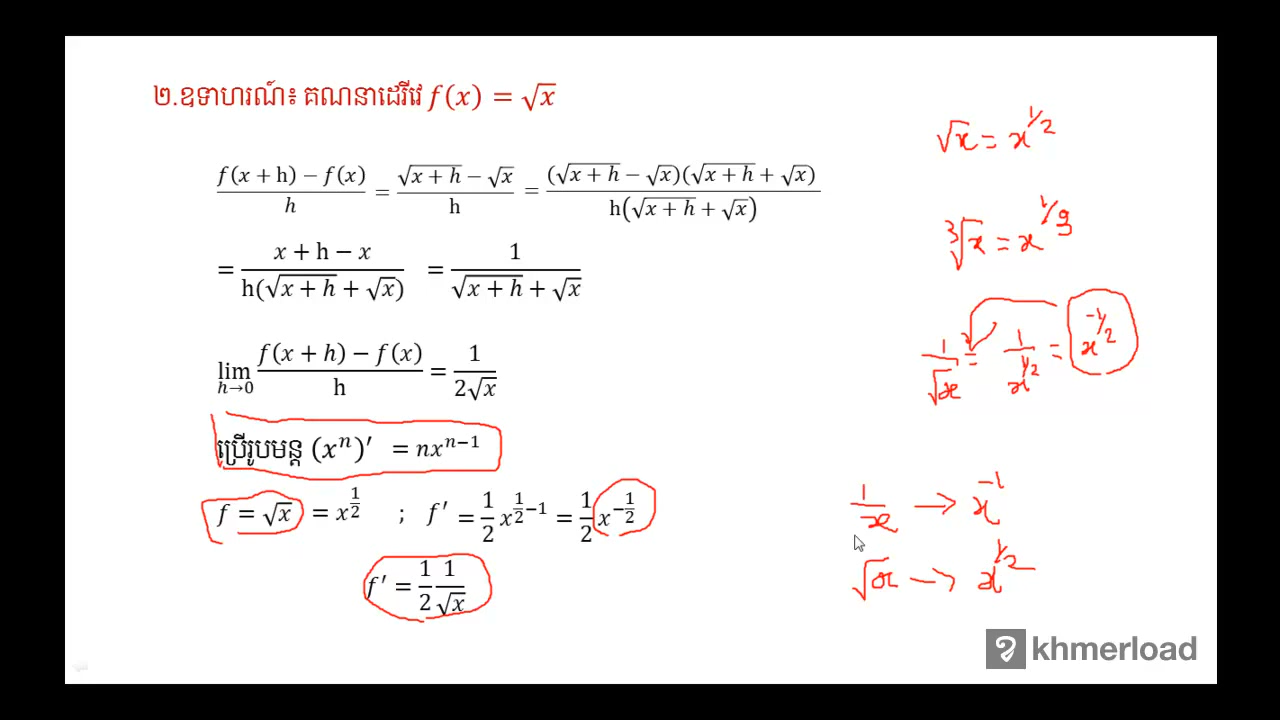 ២.ឧទាហរណ៍៖ គណនាដេរីវេ f(x) = √x
(f(x + h) − f(x))/h = (√(x + h) − √x)/h = ((√(x + h) − √x)(√(x + h) + √x))/(h(√(x + h) + √x))
= (x + h − x)/(h(√(x + h) + √x)) = 1/(√(x + h) + √x)
lim h→0 (f(x + h) − f(x))/h = 1/(2√x)
ប្រើរូបមន្ត (xⁿ)′ = nxⁿ⁻¹
f = √x = x^(1/2) ; f′ = 1/2 x^(1/2 −1) = 1/2 x^(−1/2)
f′ = 1/2 1/√x
√x = x^(1/2)
∛x = x^(1/3)
1/√x = 1/x^(1/2) = x^(-1/2)
1/x → x^(-1)
√x → x^(1/2)
khmerload